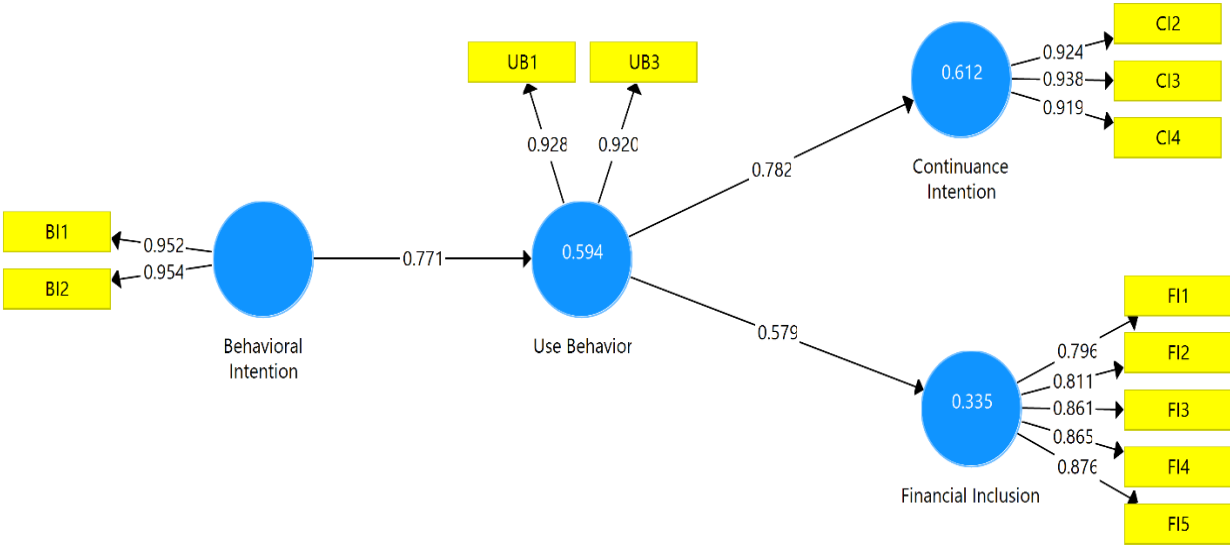 CI2
0.924
UB1
UB3
0.612
0.938
CI3
0.919
CI4
0.928
0.920
Continuance
Intention
0.782
BI1
0.952
0.771
0.594
BI2
0.954
Behavioral
Intention
Use Behavior
0.579
FI1
0.796
FI2
0.811
0.335
0.861
FI3
0.865
FI4
0.876
Financial Inclusion
FI5